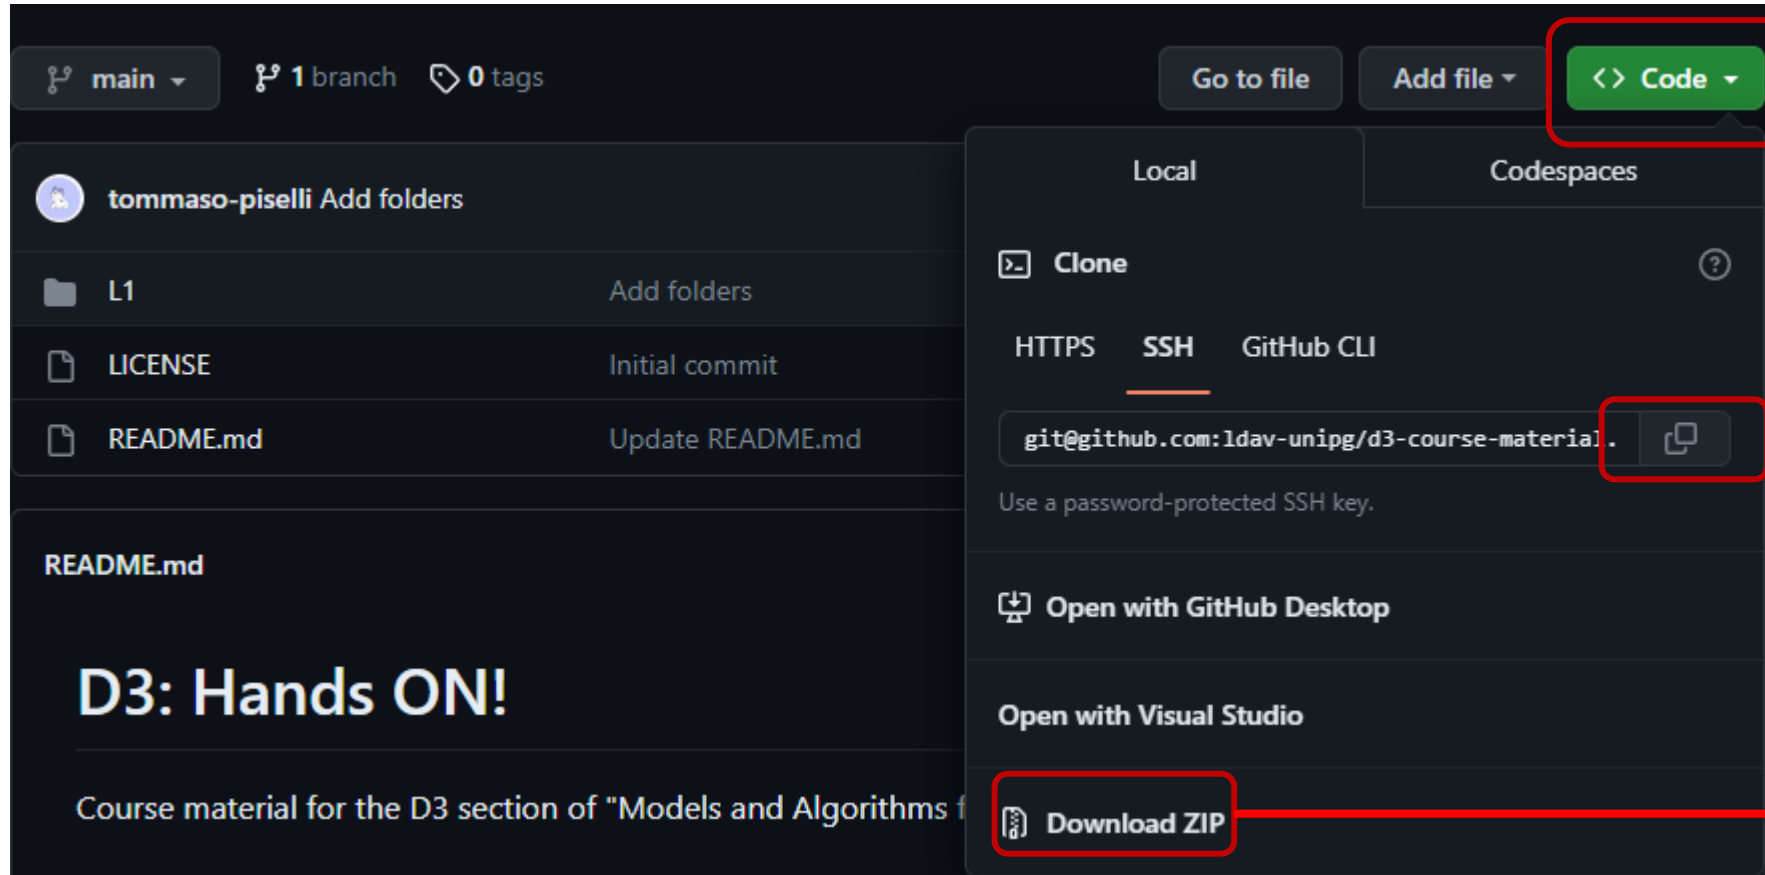 main 1 branch 0 tags Go to file Add file <> Code
Local Codespaces
tommaso-piselli Add folders
Clone
L1 Add folders
HTTPS SSH GitHub CLI
LICENSE Initial commit
README.md Update README.md
git@github.com:ldav-unipg/d3-course-material.
Use a password-protected SSH key.
README.md
Open with GitHub Desktop
D3: Hands ON!
Open with Visual Studio
Course material for the D3 section of "Models and Algorithms f
Download ZIP